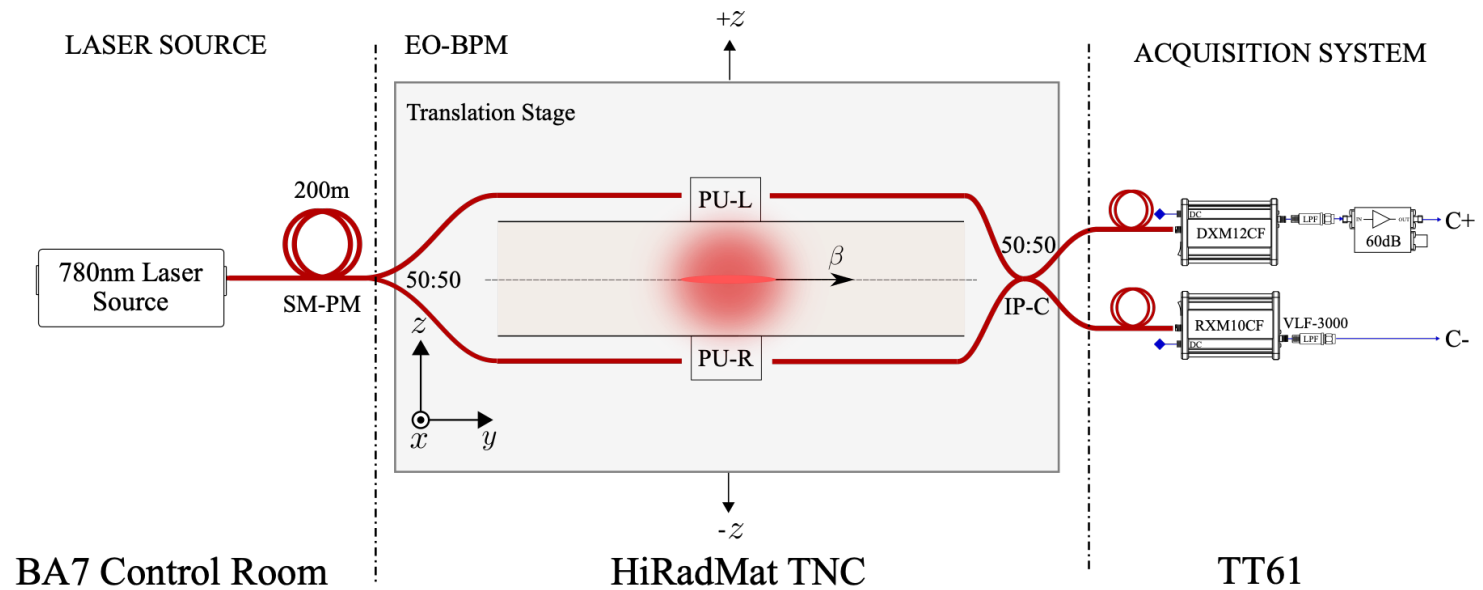 LASER SOURCE
EO-BPM
ACQUISITION SYSTEM
+z
Translation Stage
200m
780nm Laser
Source
SM-PM
50:50
PU-L
β
PU-R
z
x
y
50:50
IP-C
DC
DXM12CF
LPF
IN
OUT
60dB
C+
RXM10CF
DC
VLF-3000
LPF
C-
-z
BA7 Control Room
HiRadMat TNC
TT61